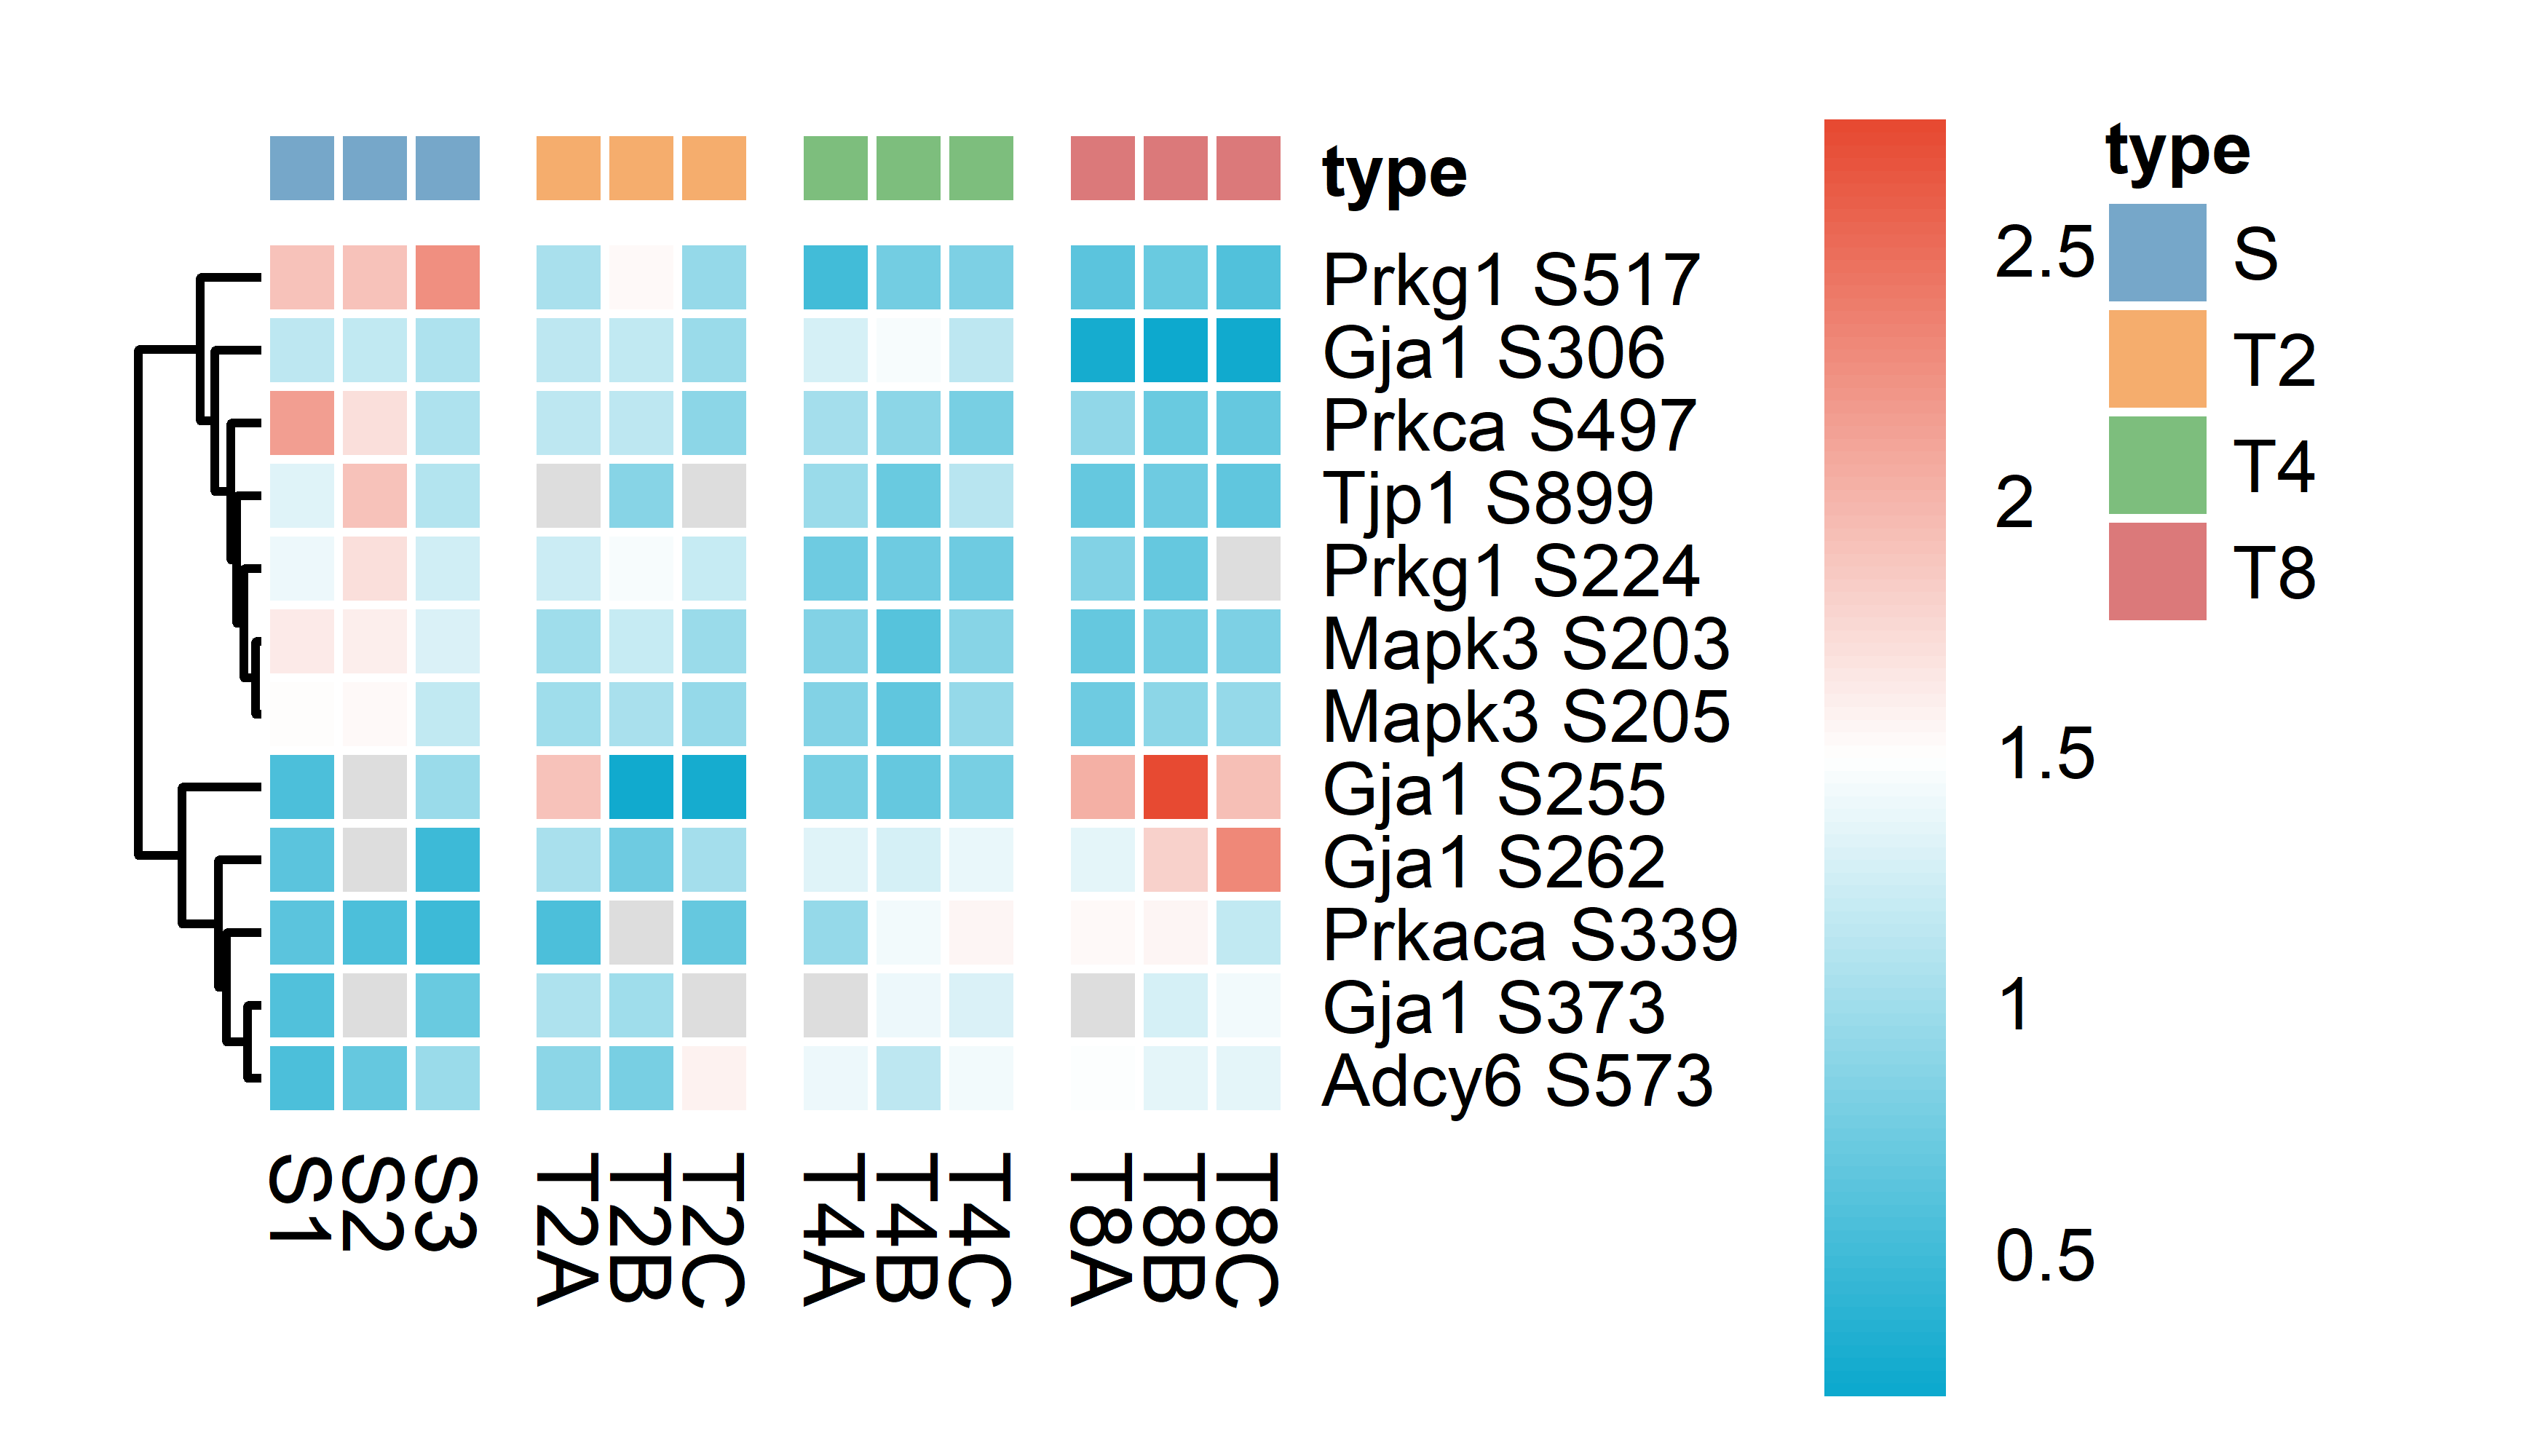 type
Prkg1 S517
Gja1 S306
Prkca S497
Tjp1 S899
Prkg1 S224
Mapk3 S203
Mapk3 S205
Gja1 S255
Gja1 S262
Prkaca S339
Gja1 S373
Adcy6 S573
S1
S2
S3
T2A
T2B
T2C
T4A
T4B
T4C
T8A
T8B
T8C
2.5
2
1.5
1
0.5
type
S
T2
T4
T8